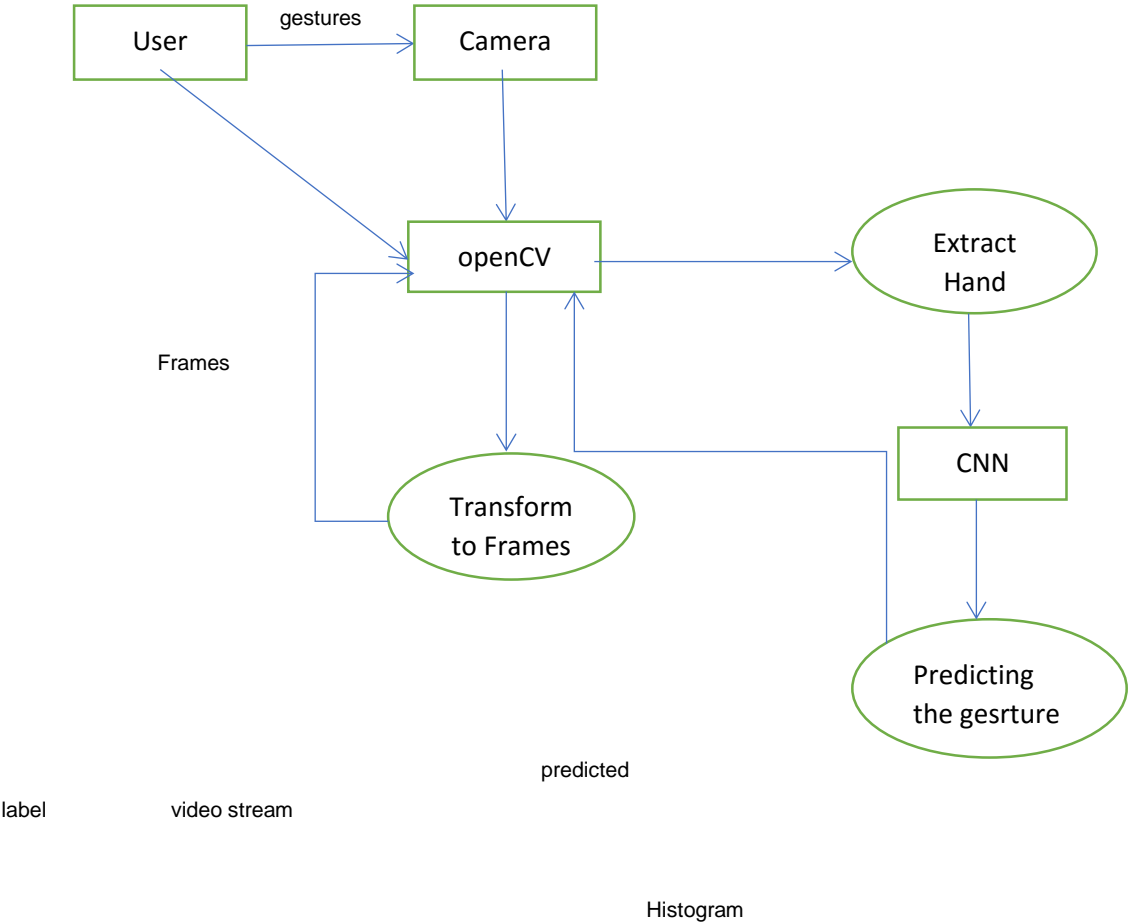 gestures
User
Camera
openCV
Extract
Hand
Frames
CNN
Transform
to Frames
Predicting
the gesrture
predicted
label
video stream
Histogram